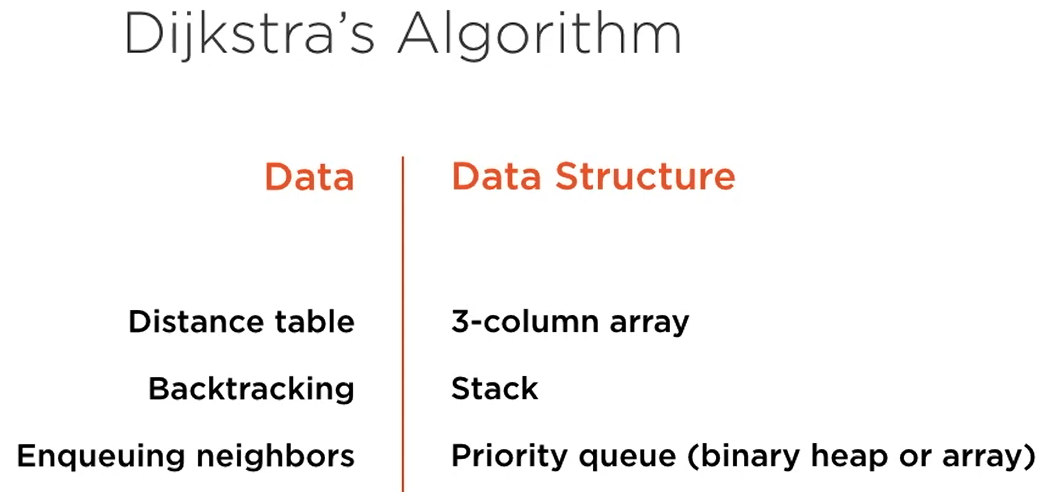 Dijkstra’s Algorithm
Data
Data Structure
Distance table
3-column array
Backtracking
Stack
Enqueuing neighbors
Priority queue (binary heap or array)